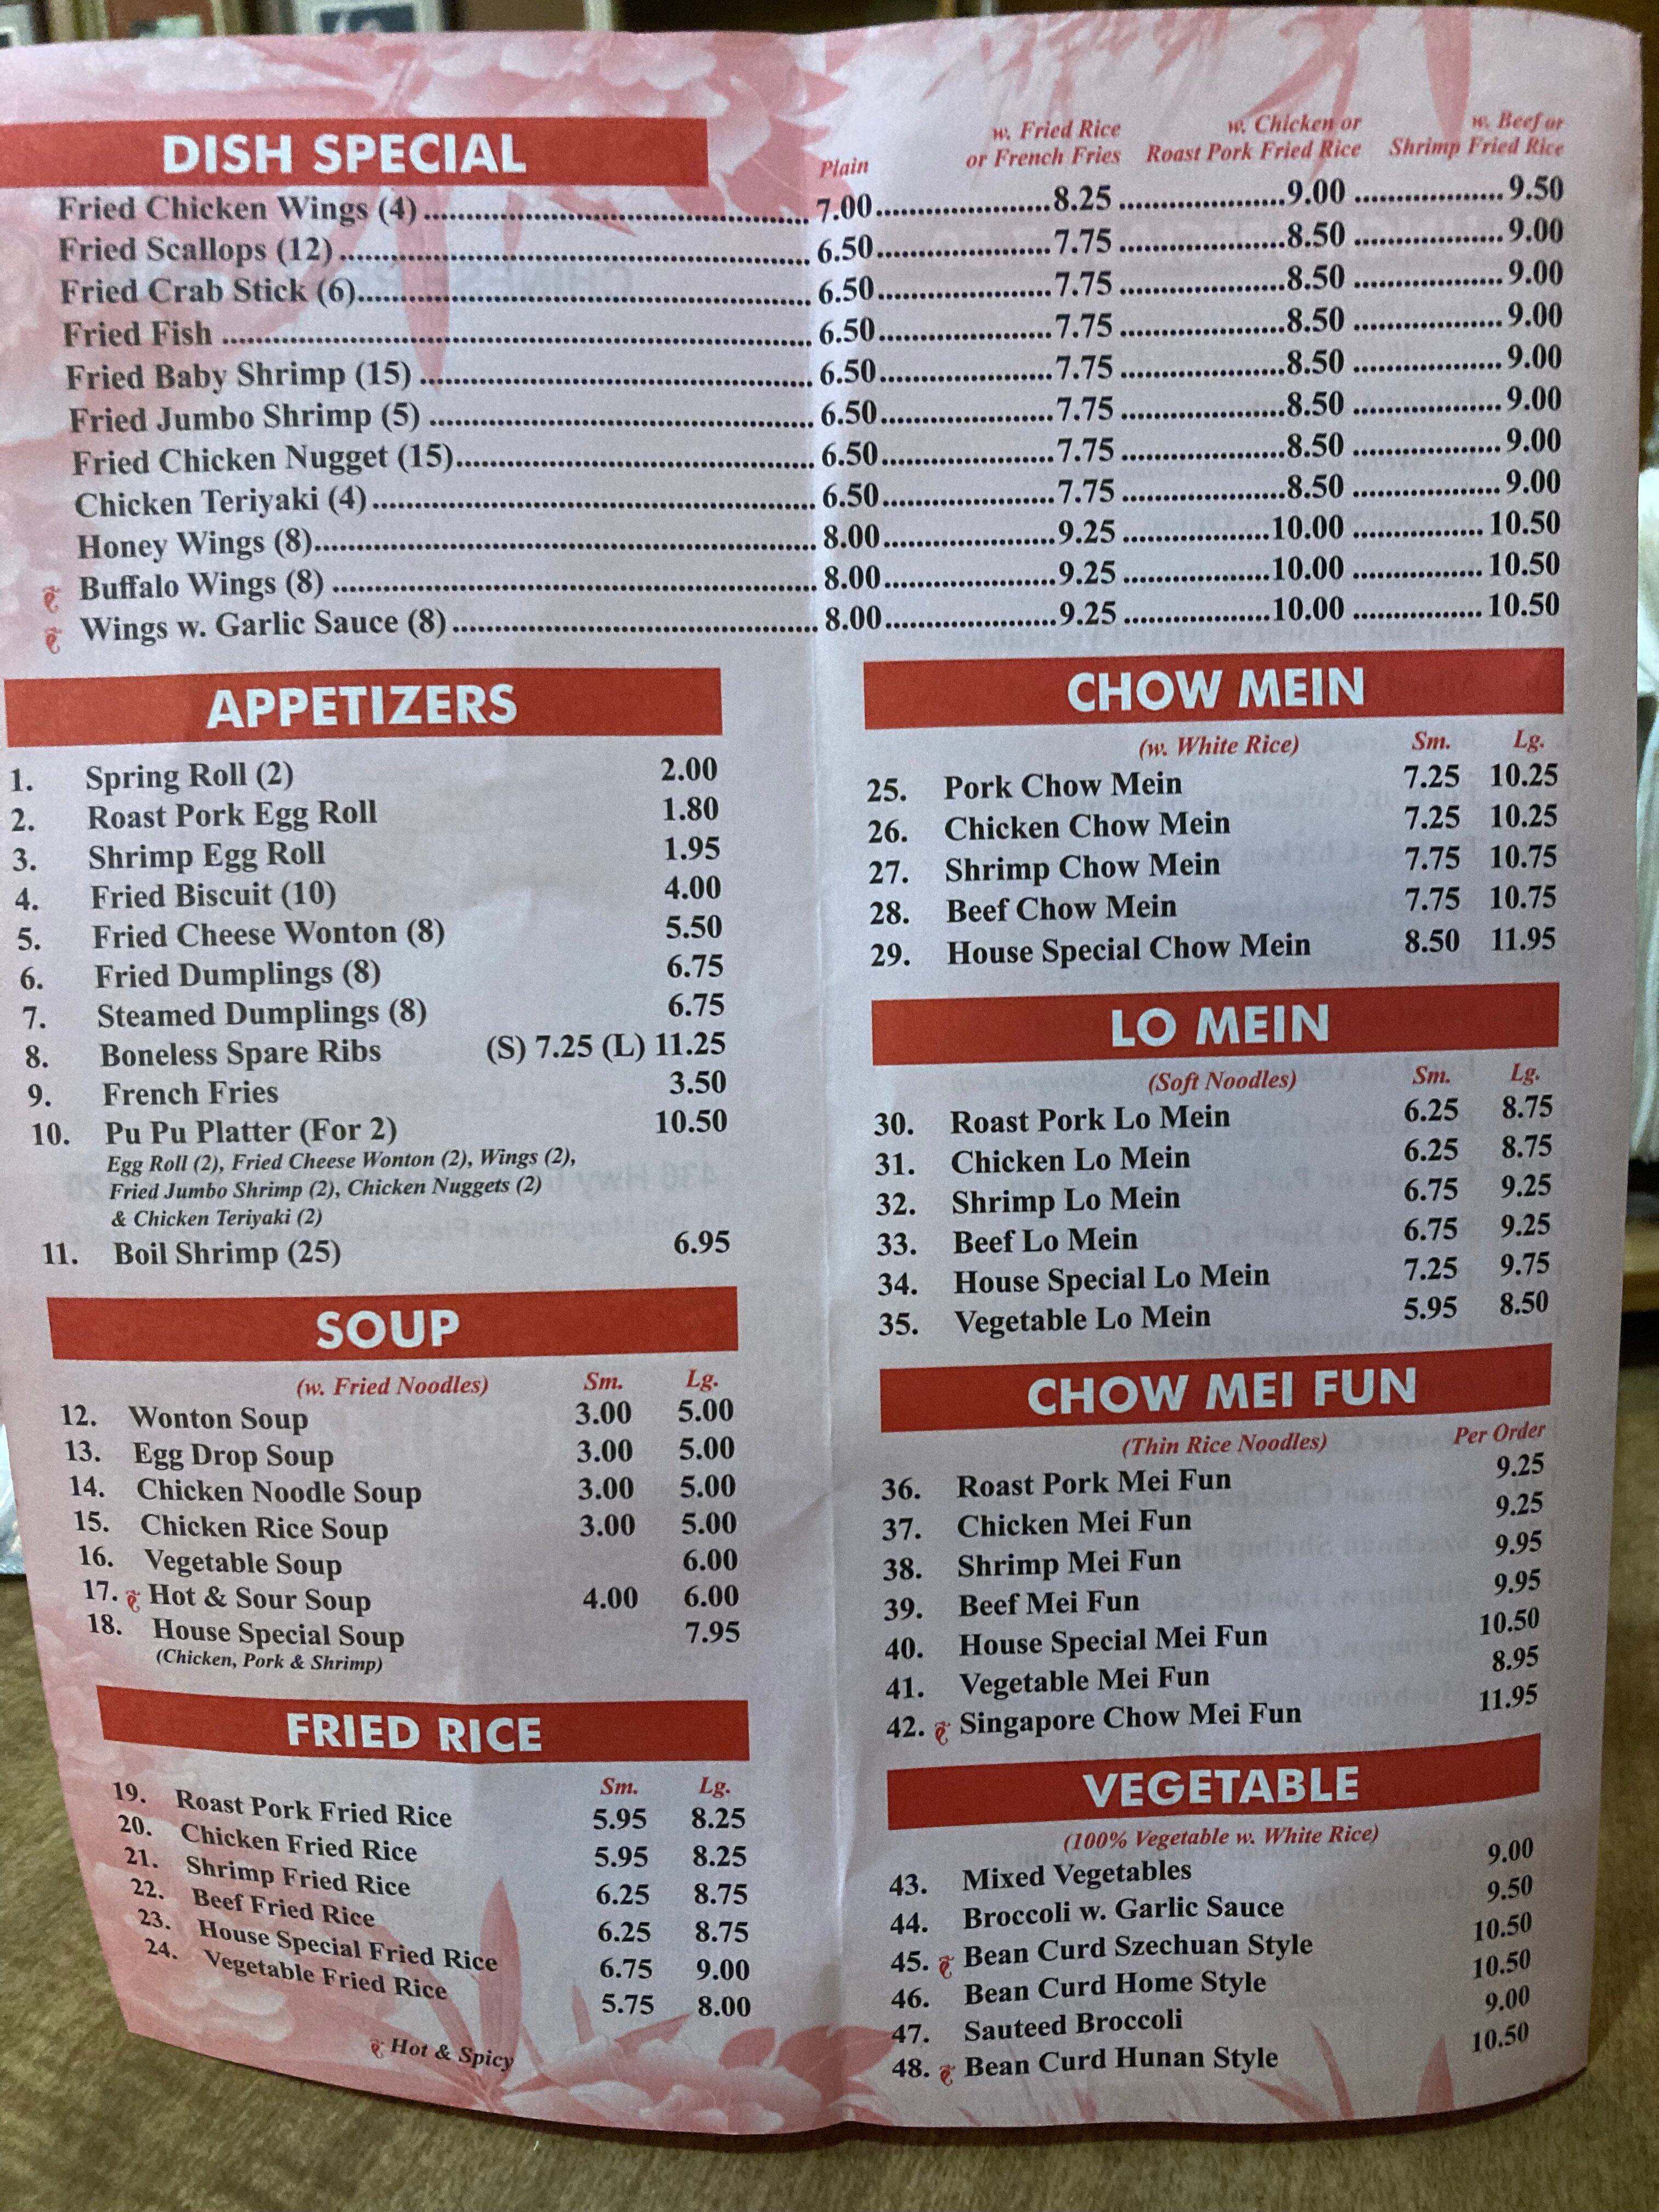 DISH SPECIAL
Plain
w. Fried Rice or French Fries
w. Chicken or Roast Pork Fried Rice
w. Beef or Shrimp Fried Rice
Fried Chicken Wings (4) 7.00 8.25 9.00 9.50
Fried Scallops (12) 6.50 7.75 8.50 9.00
Fried Crab Stick (6) 6.50 7.75 8.50 9.00
Fried Fish 6.50 7.75 8.50 9.00
Fried Baby Shrimp (15) 6.50 7.75 8.50 9.00
Fried Jumbo Shrimp (5) 6.50 7.75 8.50 9.00
Fried Chicken Nugget (15) 6.50 7.75 8.50 9.00
Chicken Teriyaki (4) 6.50 7.75 8.50 9.00
Honey Wings (8) 8.00 9.25 10.00 10.50
Buffalo Wings (8) 8.00 9.25 10.00 10.50
Wings w. Garlic Sauce (8) 8.00 9.25 10.00 10.50
APPETIZERS
1. Spring Roll (2) 2.00
2. Roast Pork Egg Roll 1.80
3. Shrimp Egg Roll 1.95
4. Fried Biscuit (10) 4.00
5. Fried Cheese Wonton (8) 5.50
6. Fried Dumplings (8) 6.75
7. Steamed Dumplings (8) 6.75
8. Boneless Spare Ribs (S) 7.25 (L) 11.25
9. French Fries 3.50
10. Pu Pu Platter (For 2) 10.50
Egg Roll (2), Fried Cheese Wonton (2), Wings (2),
Fried Jumbo Shrimp (2), Chicken Nuggets (2)
& Chicken Teriyaki (2)
11. Boil Shrimp (25) 6.95
SOUP
(w. Fried Noodles) Sm. Lg.
12. Wonton Soup 3.00 5.00
13. Egg Drop Soup 3.00 5.00
14. Chicken Noodle Soup 3.00 5.00
15. Chicken Rice Soup 3.00 5.00
16. Vegetable Soup 6.00
17. Hot & Sour Soup 4.00 6.00
18. House Special Soup 7.95
(Chicken, Pork & Shrimp)
FRIED RICE
Sm. Lg.
19. Roast Pork Fried Rice 5.95 8.25
20. Chicken Fried Rice 5.95 8.25
21. Shrimp Fried Rice 6.25 8.75
22. Beef Fried Rice 6.25 8.75
23. House Special Fried Rice 6.75 9.00
24. Vegetable Fried Rice 5.75 8.00
Hot & Spicy
CHOW MEIN
(w. White Rice) Sm. Lg.
25. Pork Chow Mein 7.25 10.25
26. Chicken Chow Mein 7.25 10.25
27. Shrimp Chow Mein 7.75 10.75
28. Beef Chow Mein 7.75 10.75
29. House Special Chow Mein 8.50 11.95
LO MEIN
(Soft Noodles) Sm. Lg.
30. Roast Pork Lo Mein 6.25 8.75
31. Chicken Lo Mein 6.25 8.75
32. Shrimp Lo Mein 6.75 9.25
33. Beef Lo Mein 6.75 9.25
34. House Special Lo Mein 7.25 9.75
35. Vegetable Lo Mein 5.95 8.50
CHOW MEI FUN
(Thin Rice Noodles) Per Order
36. Roast Pork Mei Fun 9.25
37. Chicken Mei Fun 9.25
38. Shrimp Mei Fun 9.95
39. Beef Mei Fun 9.95
40. House Special Mei Fun 10.50
41. Vegetable Mei Fun 8.95
42. Singapore Chow Mei Fun 11.95
VEGETABLE
(100% Vegetable w. White Rice)
43. Mixed Vegetables 9.00
44. Broccoli w. Garlic Sauce 9.50
45. Bean Curd Szechuan Style 10.50
46. Bean Curd Home Style 10.50
47. Sauteed Broccoli 9.00
48. Bean Curd Hunan Style 10.50